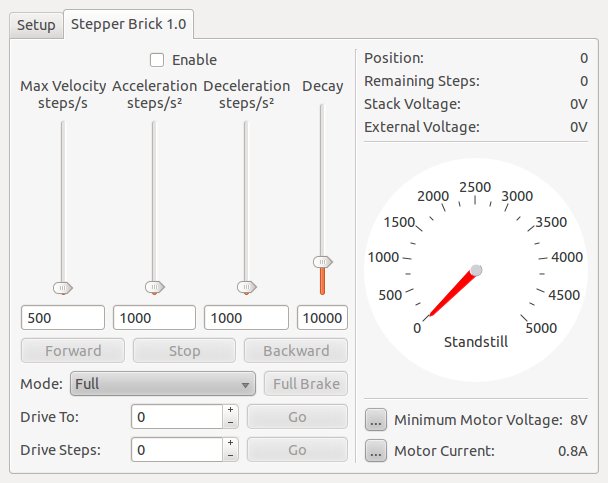 Setup
Stepper Brick 1.0
Enable
Max Velocity Acceleration Deceleration Decay
steps/s steps/s² steps/s²
500 1000 1000 10000
Forward Stop Backward
Mode: Full Full Brake
Drive To: 0 + - Go
Drive Steps: 0 + - Go
Position: 0
Remaining Steps: 0
Stack Voltage: 0V
External Voltage: 0V
0
500
1000
1500
2000
2500
3000
3500
4000
4500
5000
Standstill
... Minimum Motor Voltage: 8V
... Motor Current: 0.8A